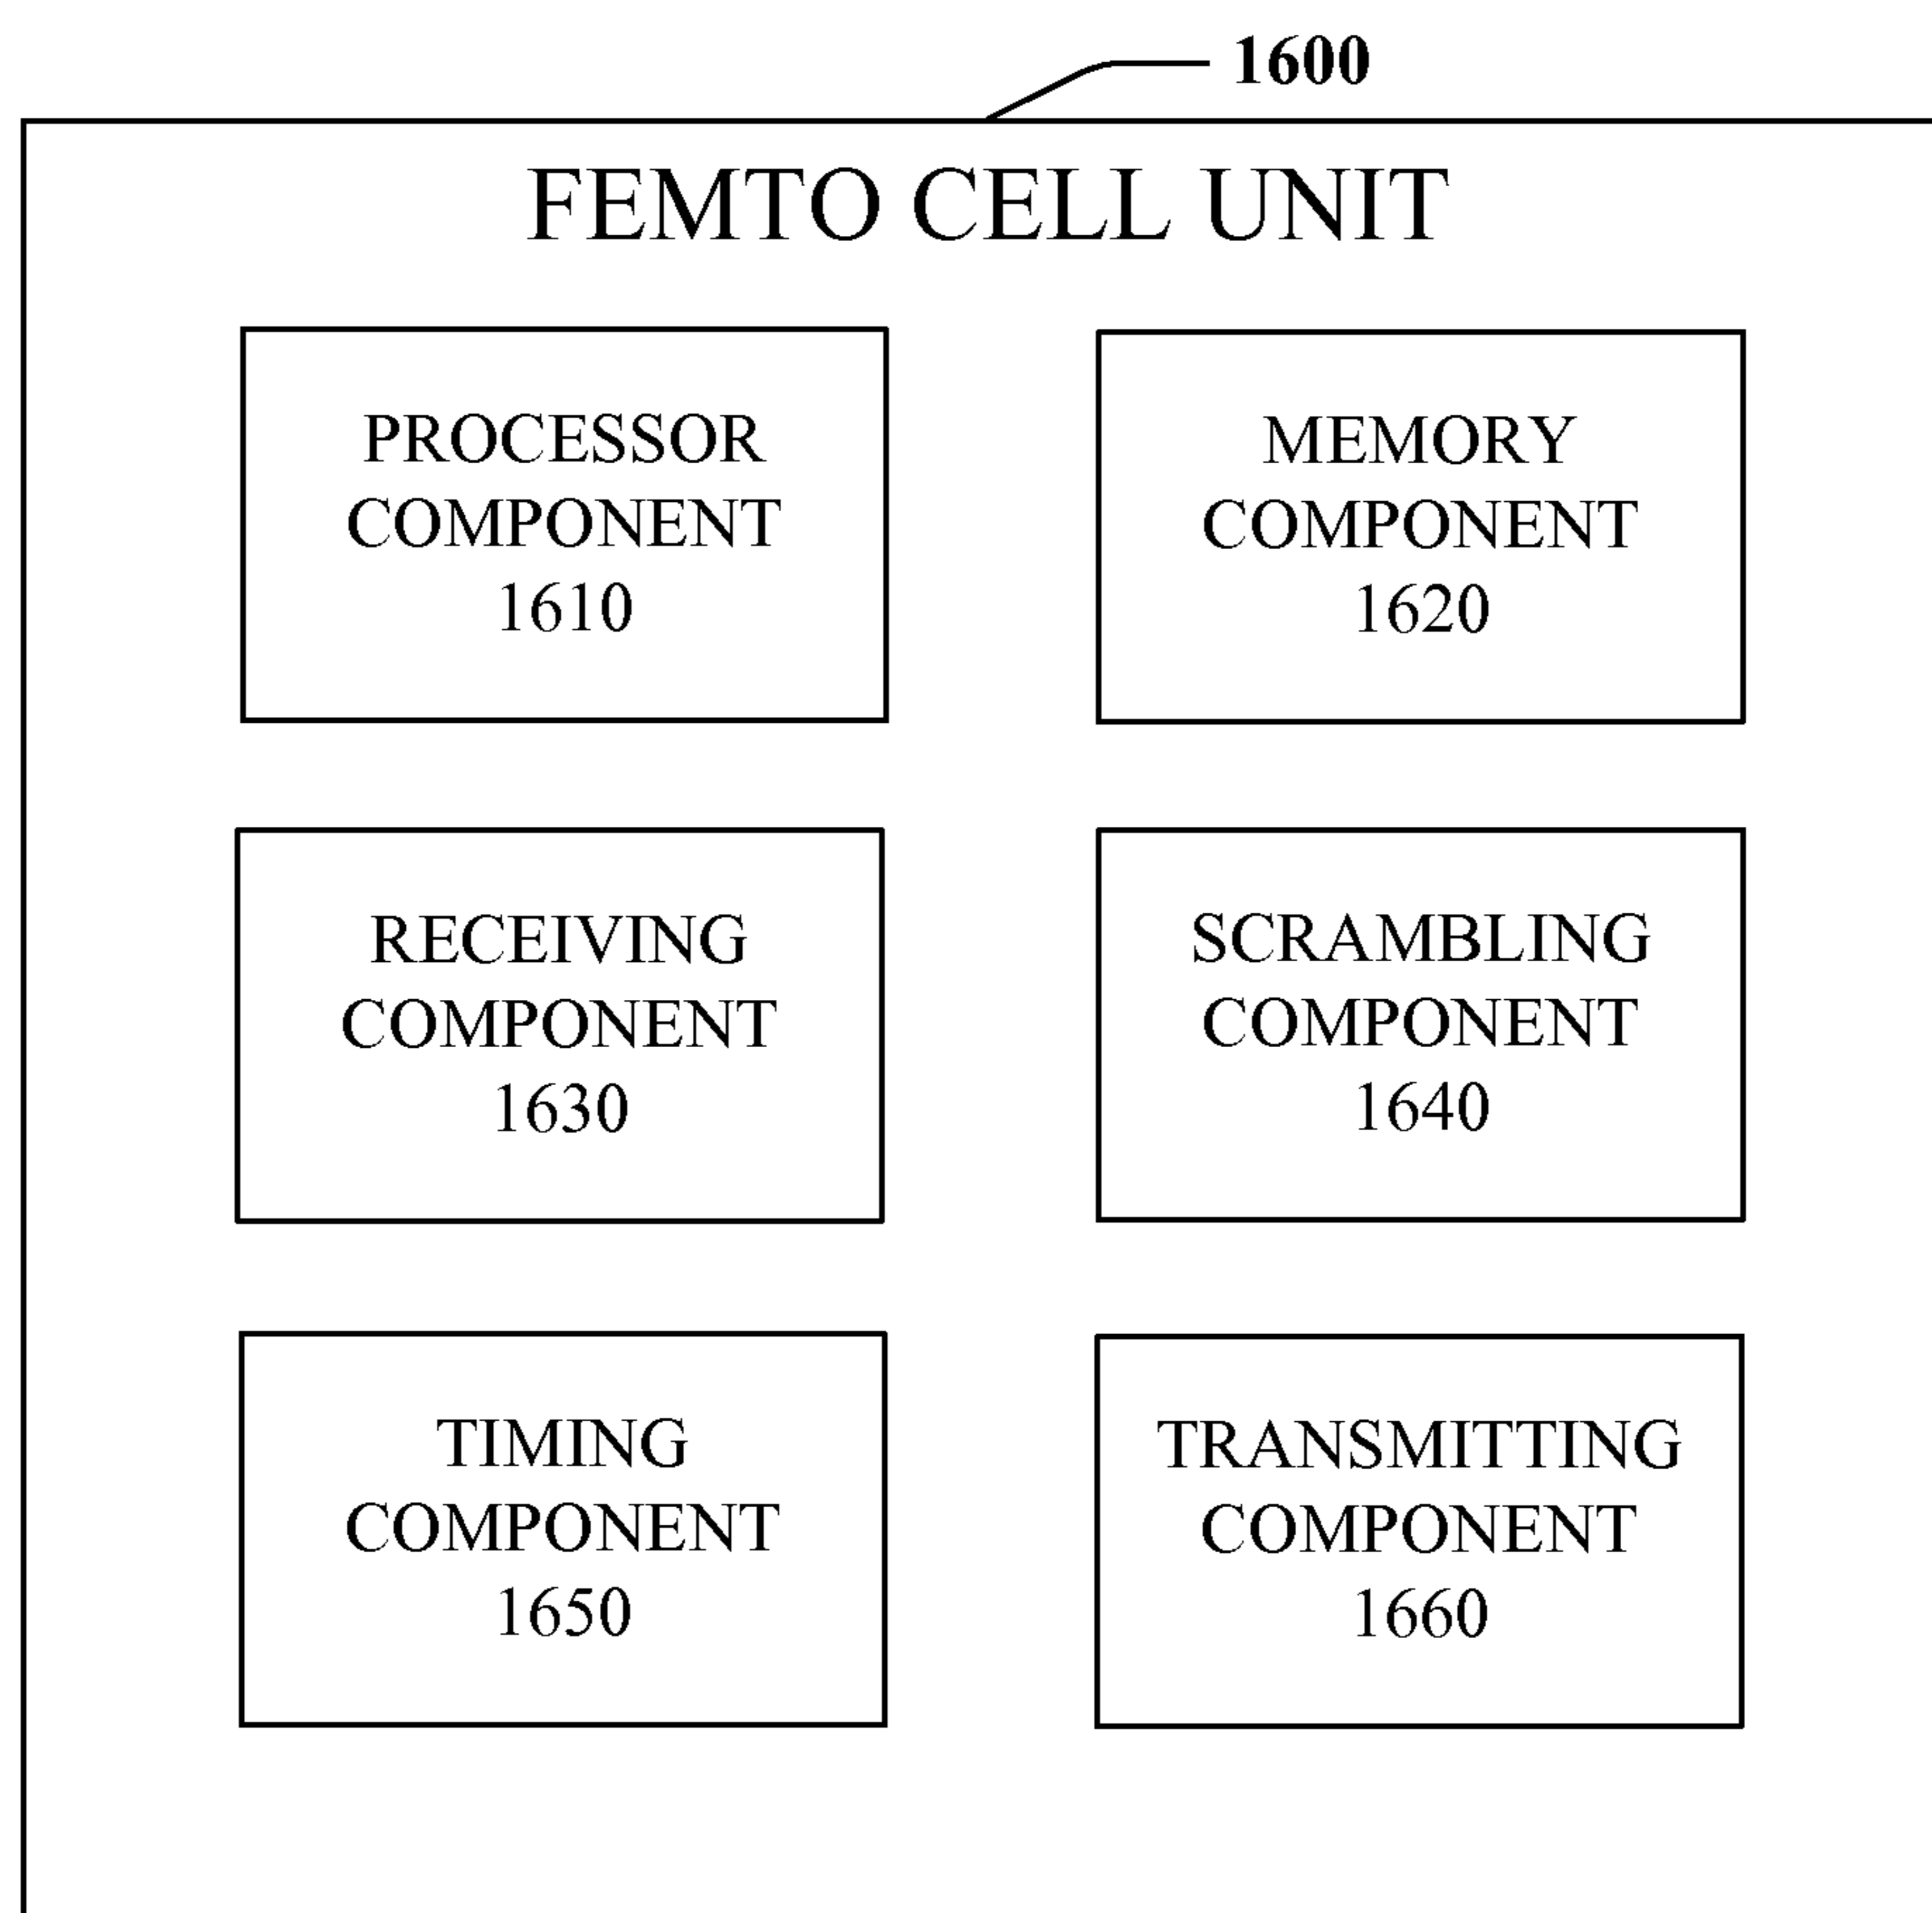 1600
FEMTO CELL UNIT
PROCESSOR
COMPONENT
1610
MEMORY
COMPONENT
1620
RECEIVING
COMPONENT
1630
SCRAMBLING
COMPONENT
1640
TIMING
COMPONENT
1650
TRANSMITTING
COMPONENT
1660